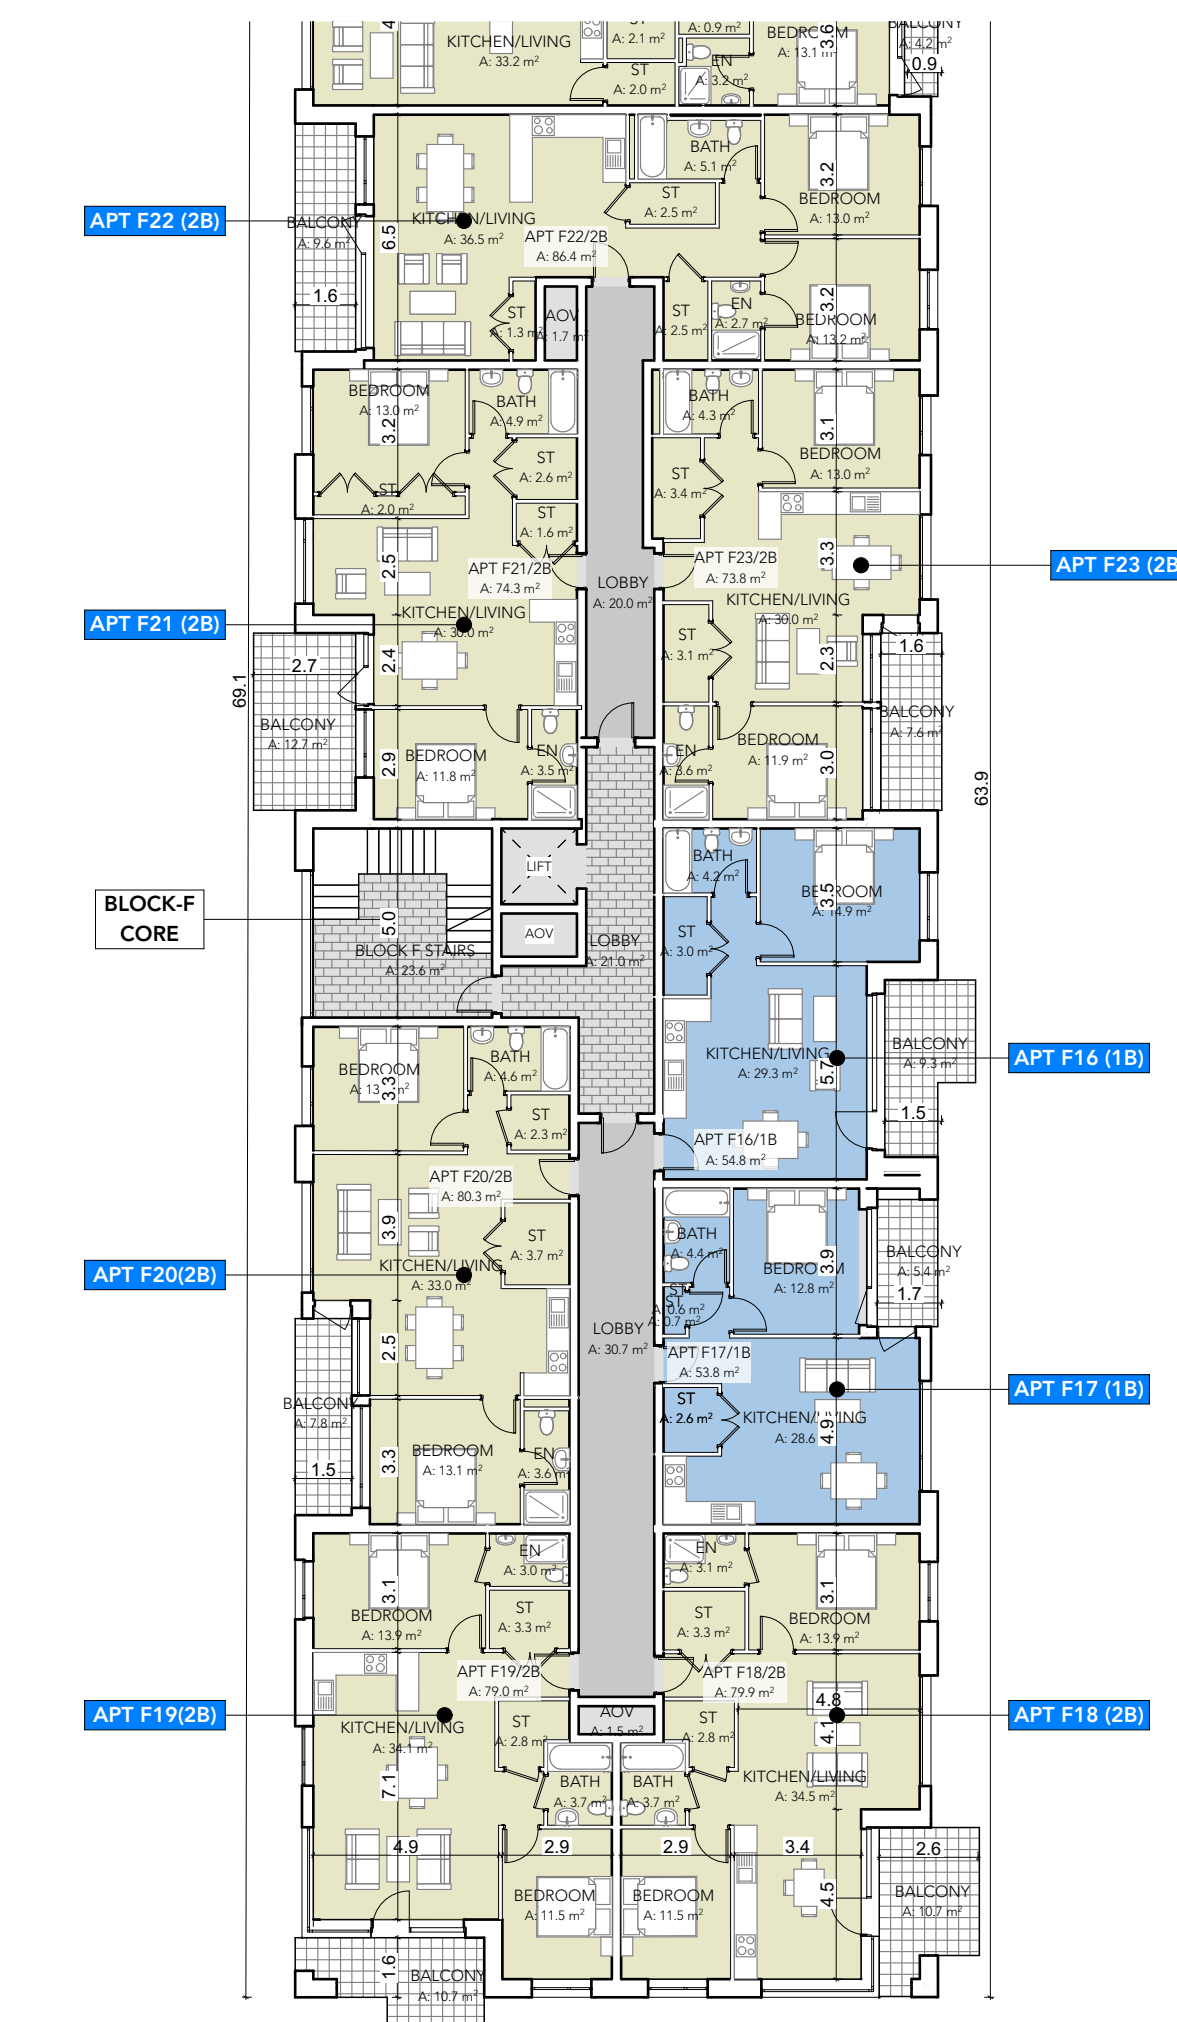 KITCHEN/LIVING
A: 33.2 m²
ST
A: 2.1 m²
A: 0.9 m²
ST
A: 2.0 m²
EN
A: 3.2 m²
3.6
BALCONY
A: 4.2 m²
0.9
APT F22 (2B)
BALCONY
A: 9.6 m²
1.6
6.5
KITCHEN/LIVING
A: 36.5 m²
APT F22/2B
A: 86.4 m²
BATH
A: 5.1 m²
ST
A: 2.5 m²
3.2
BEDROOM
A: 13.0 m²
ST
A: 1.3 m²
AOV
A: 1.7 m²
ST
A: 2.5 m²
EN
A: 2.7 m²
3.2
BEDROOM
A: 13.2 m²
BEDROOM
A: 13.0 m²
3.2
BATH
A: 4.9 m²
ST
A: 2.6 m²
ST
A: 2.0 m²
ST
A: 1.6 m²
BATH
A: 4.3 m²
3.1
BEDROOM
A: 13.0 m²
ST
A: 3.4 m²
2.5
APT F21/2B
A: 74.3 m²
LOBBY
A: 20.0 m²
APT F23/2B
A: 73.8 m²
3.3
APT F23 (2B
APT F21 (2B)
KITCHEN/LIVING
A: 30.0 m²
KITCHEN/LIVING
A: 30.0 m²
ST
A: 3.1 m²
2.7
2.4
2.3
1.6
69.1
BALCONY
A: 12.7 m²
BALCONY
A: 7.6 m²
2.9
BEDROOM
A: 11.8 m²
EN
A: 3.5 m²
EN
A: 3.6 m²
BEDROOM
A: 11.9 m²
3.0
63.9
LIFT
AOV
BLOCK-F
CORE
5.0
BLOCK F STAIRS
A: 23.6 m²
LOBBY
A: 21.0 m²
BATH
A: 4.2 m²
BEDROOM
3.5
A: 14.9 m²
ST
A: 3.0 m²
KITCHEN/LIVING
A: 29.3 m²
5.7
BALCONY
A: 9.3 m²
1.5
APT F16 (1B)
APT F16/1B
A: 54.8 m²
BEDROOM
3.3
BATH
A: 4.6 m²
ST
A: 2.3 m²
APT F20/2B
A: 80.3 m²
3.9
ST
A: 3.7 m²
APT F20(2B)
KITCHEN/LIVING
A: 33.0 m²
2.5
LOBBY
A: 30.7 m²
BATH
A: 4.4 m²
BEDROOM
A: 12.8 m²
3.9
BALCONY
A: 5.4 m²
1.7
ST
A: 0.6 m²
ST
A: 0.7 m²
APT F17/1B
A: 53.8 m²
APT F17 (1B)
ST
A: 2.6 m²
KITCHEN/LIVING
A: 28.6
4.9
BALCONY
A: 7.8 m²
1.5
3.3
BEDROOM
A: 13.1 m²
EN
A: 3.6 m²
3.1
BEDROOM
A: 13.9 m²
EN
A: 3.0 m²
ST
A: 3.3 m²
EN
A: 3.1 m²
ST
A: 3.3 m²
3.1
BEDROOM
A: 13.9 m²
APT F19/2B
A: 79.0 m²
APT F18/2B
A: 79.9 m²
APT F19(2B)
KITCHEN/LIVING
A: 34.1 m²
AOV
A: 1.5 m²
ST
A: 2.8 m²
ST
A: 2.8 m²
4.8
4.1
APT F18 (2B)
7.1
BATH
A: 3.7 m²
BATH
A: 3.7 m²
KITCHEN/LIVING
A: 34.5 m²
4.9
2.9
2.9
3.4
2.6
BEDROOM
A: 11.5 m²
BEDROOM
A: 11.5 m²
4.5
BALCONY
A: 10.7 m²
1.6
BALCONY
A: 10.7 m²